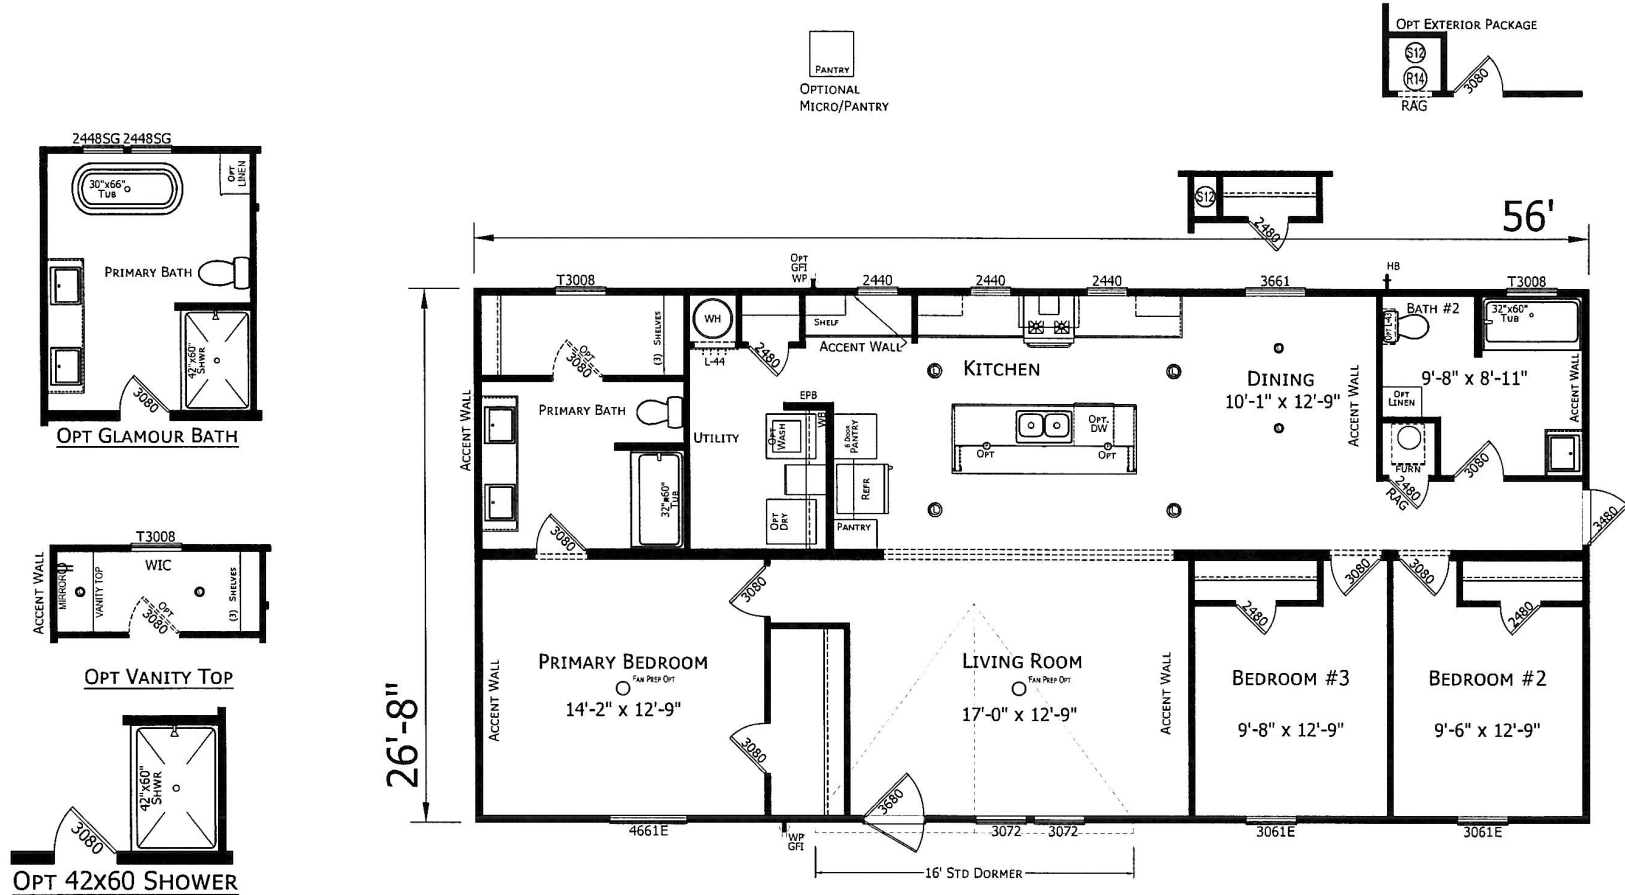 OPT EXTERIOR PACKAGE
S12
R14
3080
RAG
PANTRY
OPTIONAL
MICRO/PANTRY
2448SG 2448SG
30"x66"
TUB
OPT
LINEN
PRIMARY BATH
42"x60"
SHWR
3080
OPT GLAMOUR BATH
T3008
WIC
ACCENT WALL
MIRROR
VANITY TOP
OPT
3080
(3) SHELVES
OPT VANITY TOP
42"x60"
SHWR
3080
OPT 42X60 SHOWER
S12
2480
56'
26'-8"
T3008
OPT
GFI
WP
2440
2440
2440
3661
HB
T3008
(3) SHELVES
OPT
3080
WH
L-44
2480
SHELF
ACCENT WALL
KITCHEN
DINING
10'-1" X 12'-9"
ACCENT WALL
BATH #2
OPT L-43
32"x60"
TUB
9'-8" X 8'-11"
ACCENT WALL
OPT
LINEN
FURN
2480
RAG
3080
3480
ACCENT WALL
PRIMARY BATH
32"x60"
TUB
3080
UTILITY
EPB
WB
OPT
WASH
OPT
DRY
6 DOOR
PANTRY
REFR
PANTRY
OPT.
DW
OPT
OPT
PRIMARY BEDROOM
FAN PREP OPT
14'-2" X 12'-9"
ACCENT WALL
3080
3080
LIVING ROOM
FAN PREP OPT
17'-0" X 12'-9"
ACCENT WALL
2480
3080
BEDROOM #3
9'-8" X 12'-9"
3080
2480
BEDROOM #2
9'-6" X 12'-9"
3680
4661E
WP
GFI
3072
3072
3061E
3061E
16' STD DORMER